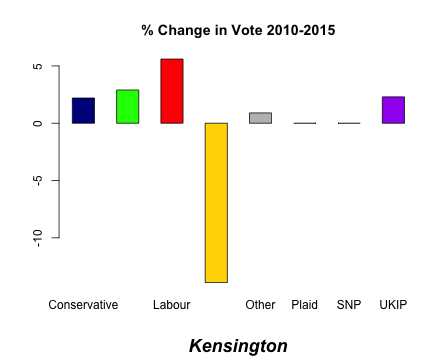 % Change in Vote 2010-2015
5
0
-5
-10
Conservative Labour Other Plaid SNP UKIP
Kensington